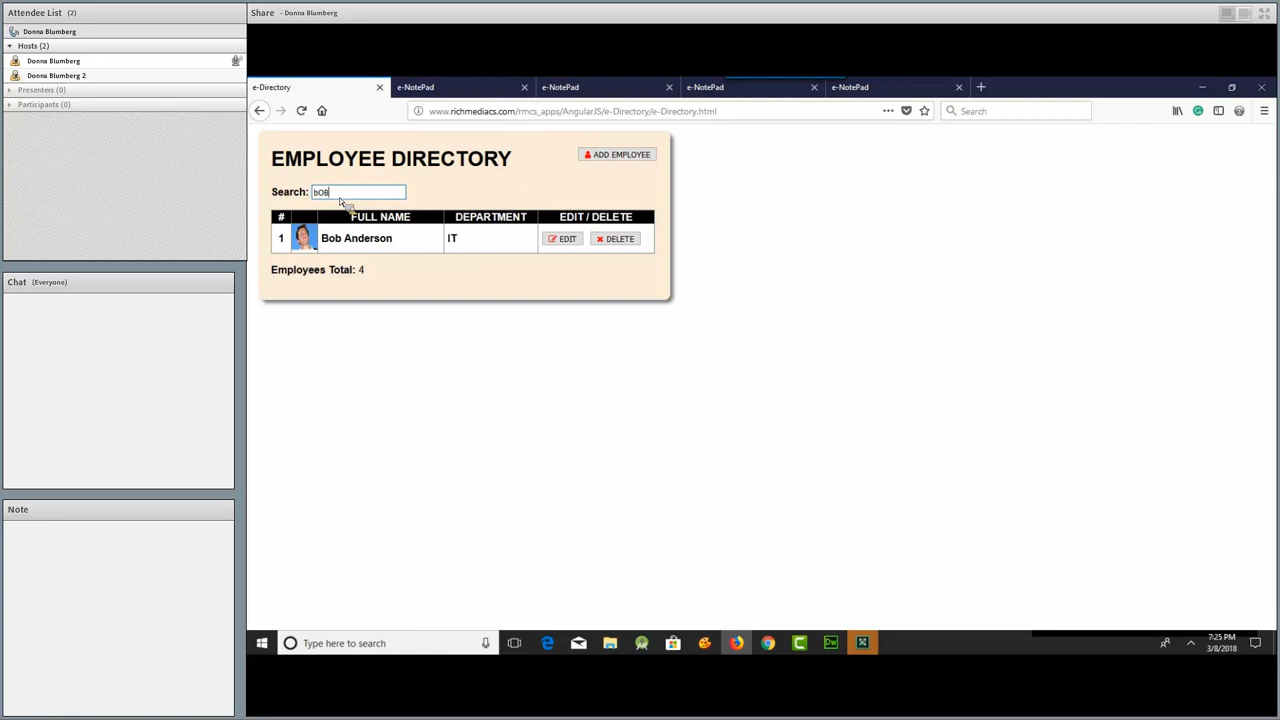 Attendee List (2)
Donna Blumberg
Hosts (2)
Donna Blumberg
Donna Blumberg 2
Presenters (0)
Participants (0)
Chat (Everyone)
Note
Share - Donna Blumberg
e-Directory
e-NotePad
e-NotePad
e-NotePad
e-NotePad
www.richmediacs.com/rmcs_apps/AngularJS/e-Directory/e-Directory.html
Search
EMPLOYEE DIRECTORY
ADD EMPLOYEE
Search: bOB
# FULL NAME DEPARTMENT EDIT / DELETE
1 Bob Anderson IT EDIT DELETE
Employees Total: 4
Type here to search
Dw
7:25 PM
3/8/2018